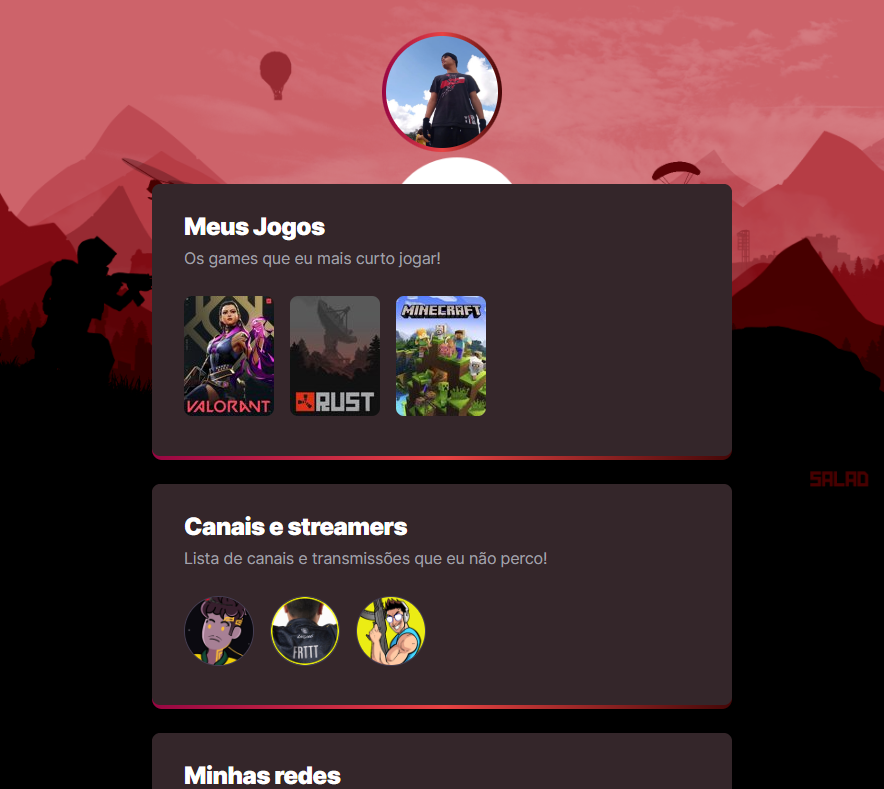 Meus Jogos
Os games que eu mais curto jogar!
VALORANT
RUST
MINECRAFT
SALAD
Canais e streamers
Lista de canais e transmissões que eu não perco!
FRTTT
Minhas redes